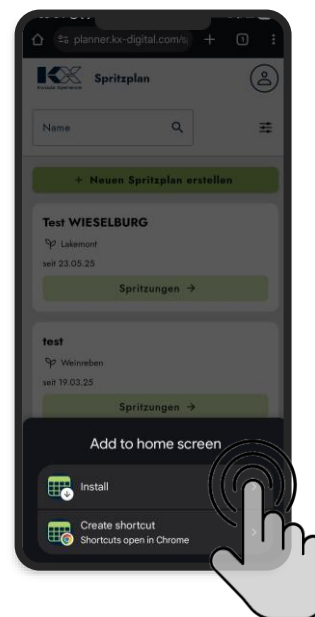 planner.kx-digital.com/s
KX
Spritzplan
Name
+ Neuen Spritzplan erstellen
Test WIESELBURG
Lakemont
seit 23.05.25
Spritzungen →
test
Weinreben
seit 19.03.25
Spritzungen →
Add to home screen
Install
Create shortcut
Shortcuts open in Chrome